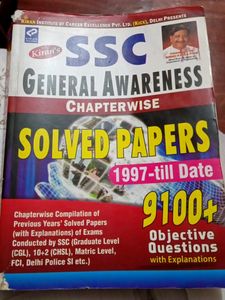 KIRAN INSTITUTE OF CAREER EXCELLENCE PVT. LTD. (KICX), DELHI PRESENTS
KIRAN
Kiran's
SSC
GENERAL AWARENESS
CHAPTERWISE
SOLVED PAPERS
1997-till Date
9100+
Objective
Questions
with Explanations
Chapterwise Compilation of
Previous Years' Solved Papers
(with Explanations) of Exams
Conducted by SSC (Graduate Level
(CGL), 10+2 (CHSL), Matric Level,
FCI, Delhi Police SI etc.)